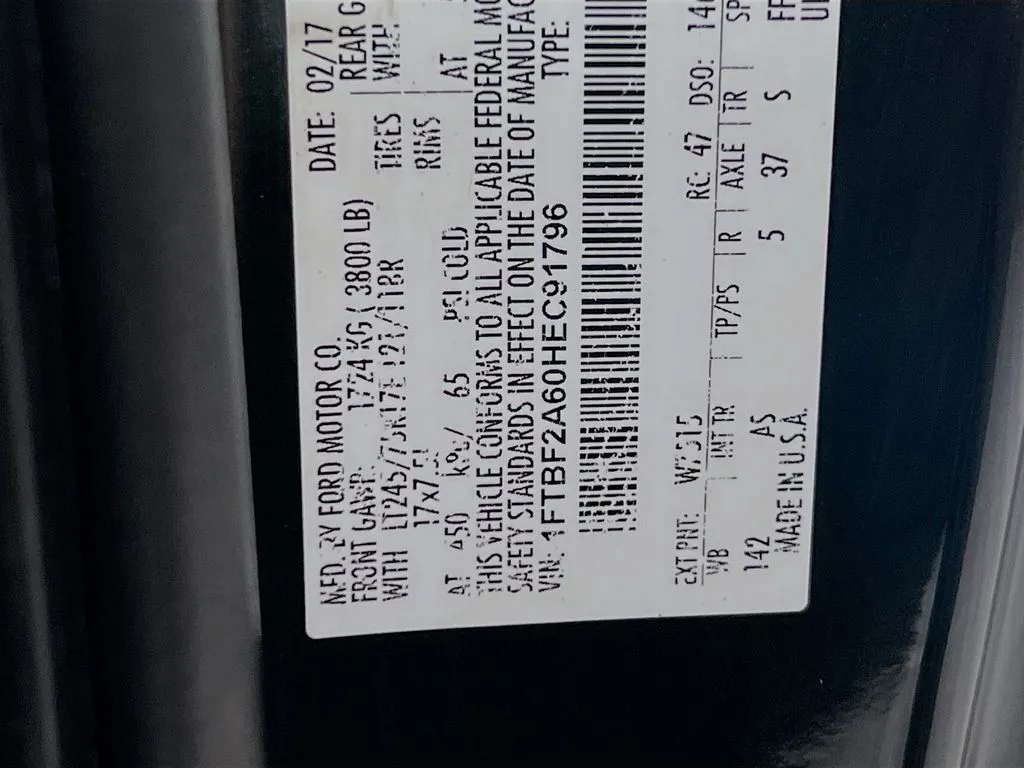 MFD. BY FORD MOTOR CO. DATE: 02/17
FRONT GAWR: 1724 KG ( 3800 LB) REAR G
WITH LT245/75R17E 121/118R TIRES WITH
17x7.5J RIMS
AT 450 kPa/ 65 PSI COLD AT
THIS VEHICLE CONFORMS TO ALL APPLICABLE FEDERAL MO
SAFETY STANDARDS IN EFFECT ON THE DATE OF MANUFAC
VIN: 1FTBF2A60HEC91796 TYPE:
EXT PNT: RC: 47 DSO:
WB INT TR TP/PS R AXLE TR SP
142 AS 5 37 S FF
MADE IN U.S.A. UI